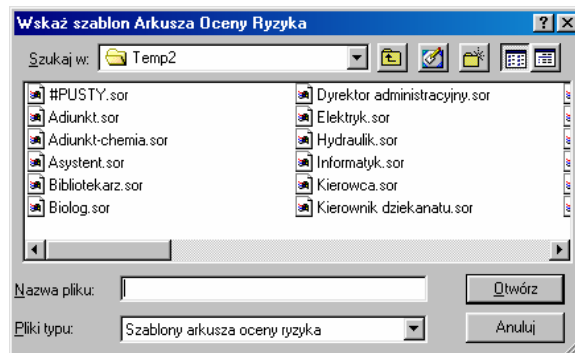 Wskaż szablon Arkusza Oceny Ryzyka
Szukaj w: Temp2
#PUSTY.sor
Adiunkt.sor
Adiunkt-chemia.sor
Asystent.sor
Bibliotekarz.sor
Biolog.sor
Dyrektor administracyjny.sor
Elektryk.sor
Hydraulik.sor
Informatyk.sor
Kierowca.sor
Kierownik dziekanatu.sor
Nazwa pliku:
Otwórz
Pliki typu: Szablony arkusza oceny ryzyka
Anuluj